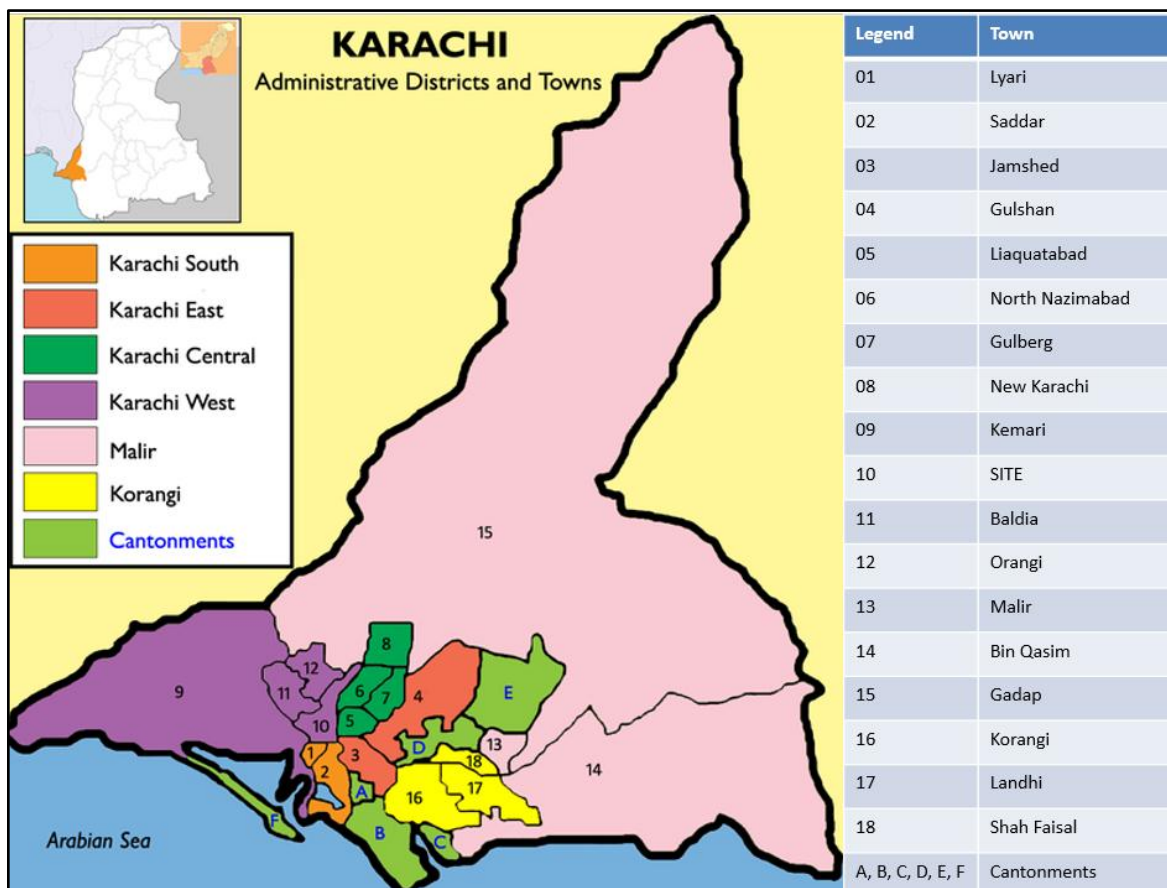 KARACHI
Administrative Districts and Towns
Karachi South
Karachi East
Karachi Central
Karachi West
Malir
Korangi
Cantonments
15
8
12
9
11
6
7
4
E
10
5
1
2
3
D
13
18
14
A
16
17
F
B
C
Arabian Sea
Legend Town
01 Lyari
02 Saddar
03 Jamshed
04 Gulshan
05 Liaquatabad
06 North Nazimabad
07 Gulberg
08 New Karachi
09 Kemari
10 SITE
11 Baldia
12 Orangi
13 Malir
14 Bin Qasim
15 Gadap
16 Korangi
17 Landhi
18 Shah Faisal
A, B, C, D, E, F Cantonments